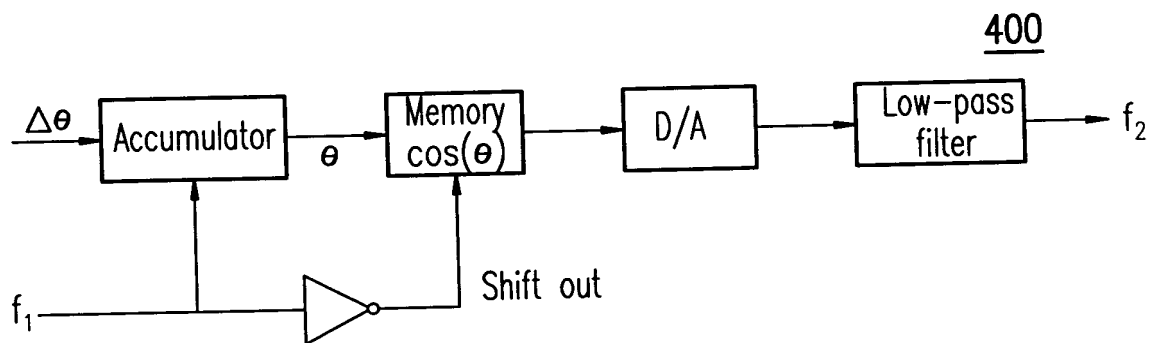 400
Δθ
Accumulator
θ
Memory
cos(θ)
D/A
Low-pass
filter
f₂
f₁
Shift out